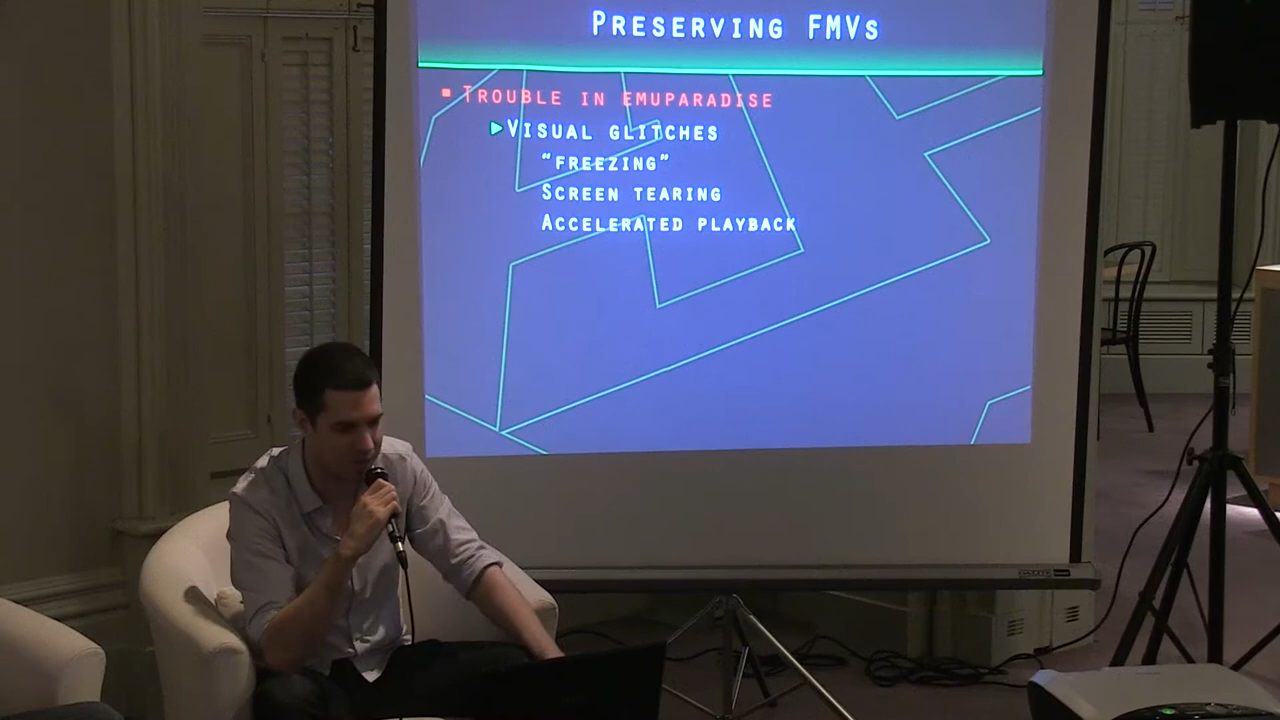 PRESERVING FMVs
TROUBLE IN EMUPARADISE
VISUAL GLITCHES
"FREEZING"
SCREEN TEARING
ACCELERATED PLAYBACK